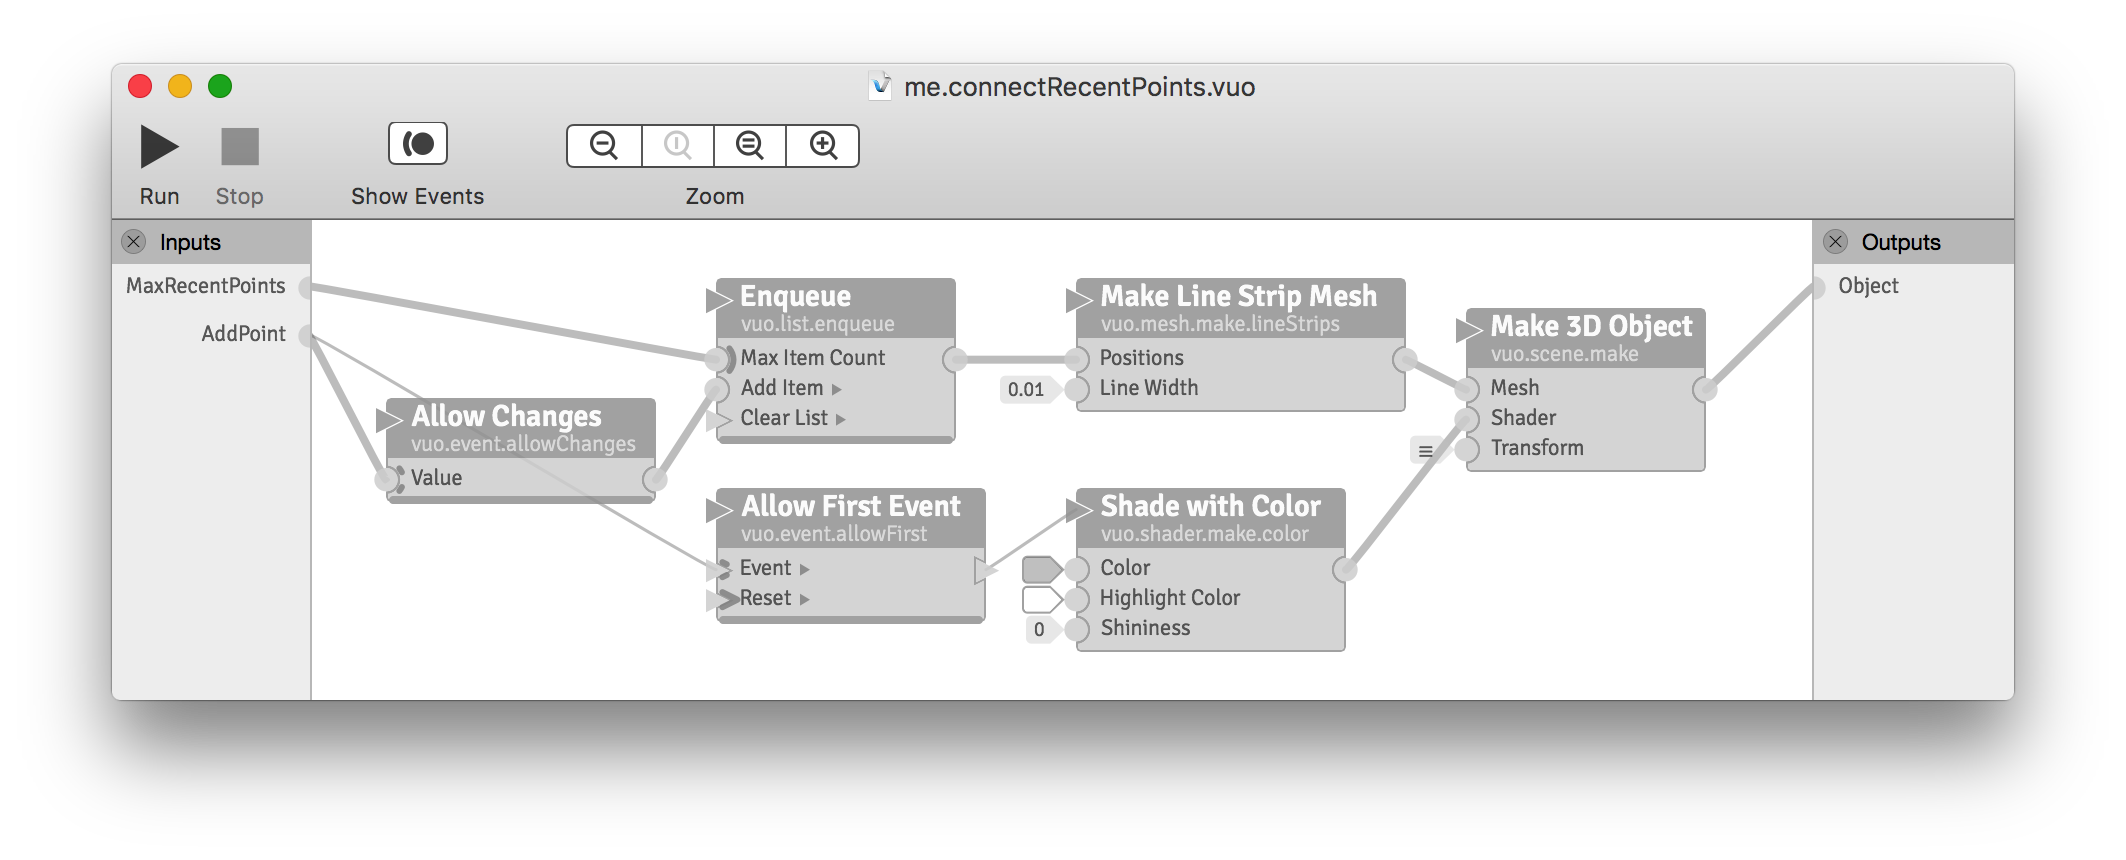 me.connectRecentPoints.vuo
Run
Stop
Show Events
Zoom
Inputs
MaxRecentPoints
AddPoint
Allow Changes
vuo.event.allowChanges
Value
Enqueue
vuo.list.enqueue
Max Item Count
Add Item
Clear List
Allow First Event
vuo.event.allowFirst
Event
Reset
Make Line Strip Mesh
vuo.mesh.make.lineStrips
Positions
0.01
Line Width
Shade with Color
vuo.shader.make.color
Color
Highlight Color
0
Shininess
Make 3D Object
vuo.scene.make
Mesh
Shader
Transform
Outputs
Object